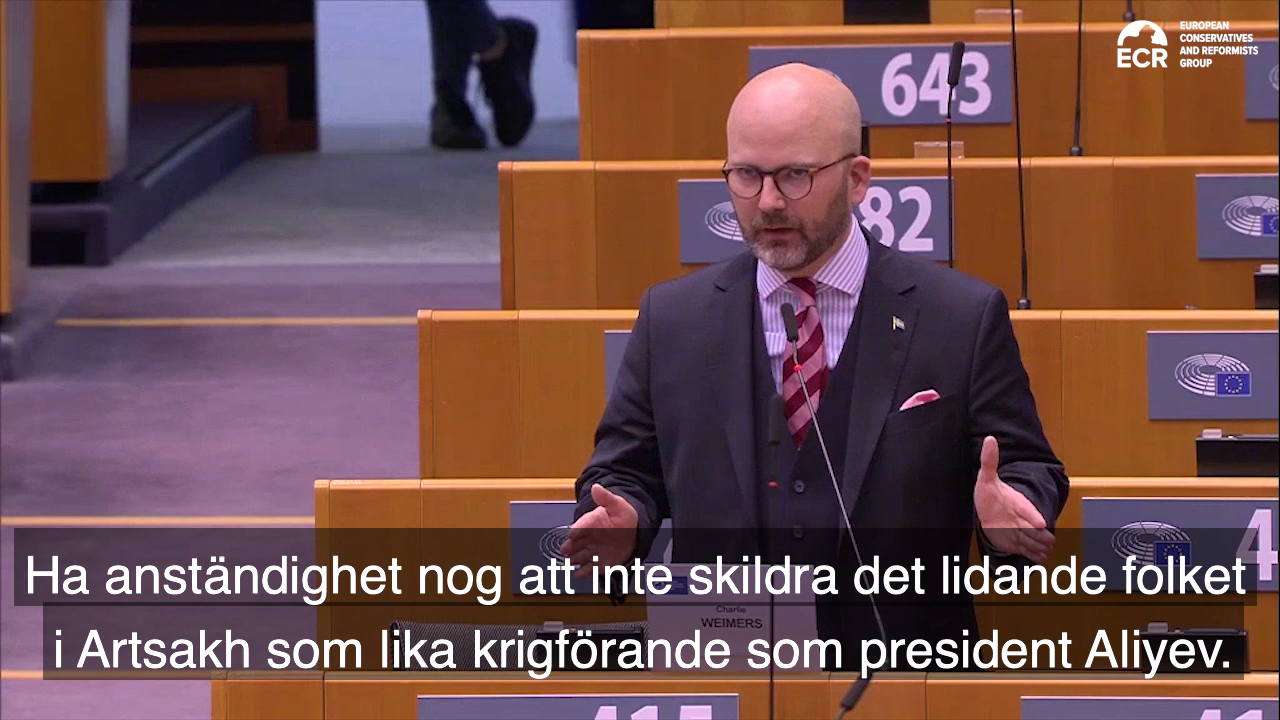 ECR
EUROPEAN
CONSERVATIVES
AND REFORMISTS
GROUP
643
82
4
Ha anständighet nog att inte skildra det lidande folket
i Artsakh som lika krigförande som president Aliyev.
Charlie
WEIMERS